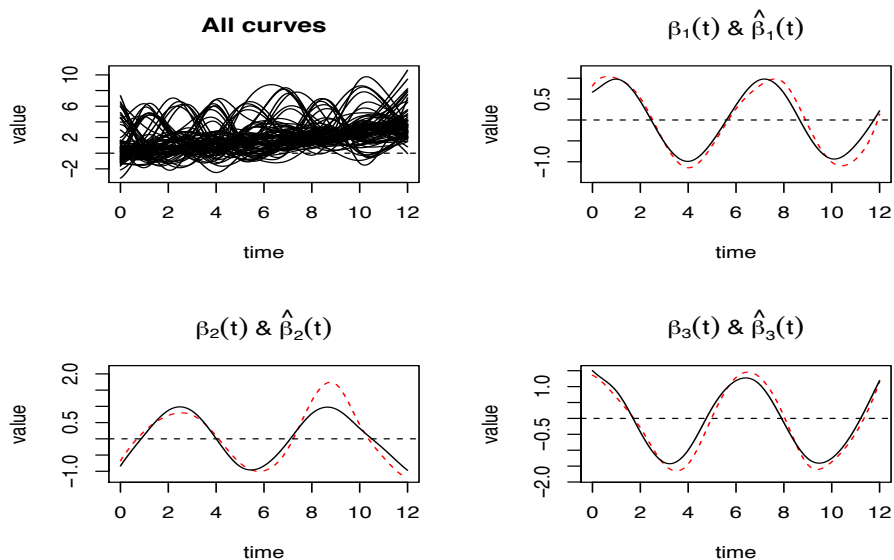 All curves
value
10
6
2
−2
0 2 4 6 8 10 12
time
β₁(t) & β̂₁(t)
value
0.5
−1.0
0 2 4 6 8 10 12
time
β₂(t) & β̂₂(t)
value
2.0
0.5
−1.0
0 2 4 6 8 10 12
time
β₃(t) & β̂₃(t)
value
1.0
−0.5
−2.0
0 2 4 6 8 10 12
time